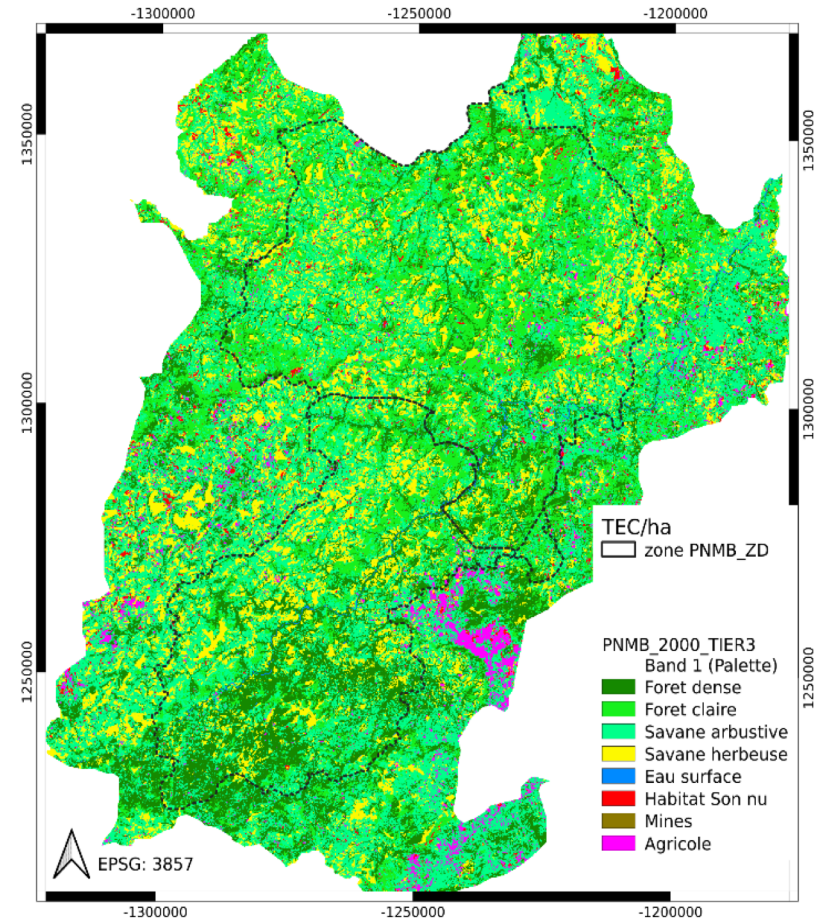 -1300000 -1250000 -1200000
1350000 1350000
1300000 1300000
TEC/ha
zone PNMB_ZD
PNMB_2000_TIER3
Band 1 (Palette)
1250000 1250000
Foret dense
Foret claire
Savane arbustive
Savane herbeuse
Eau surface
Habitat Son nu
Mines
Agricole
EPSG: 3857
-1300000 -1250000 -1200000